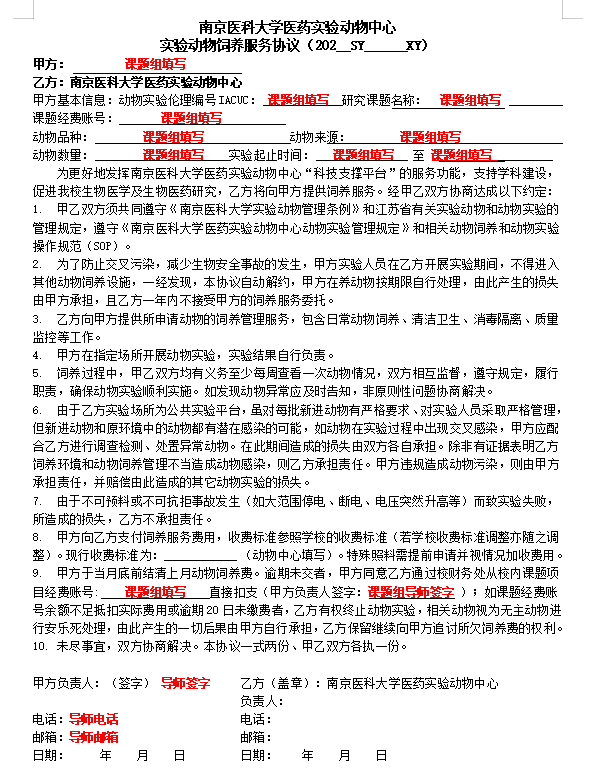 南京医科大学医药实验动物中心
实验动物饲养服务协议（202__SY______XY）
甲方： 课题组填写
乙方：南京医科大学医药实验动物中心
甲方基本信息：动物实验伦理编号IACUC： 课题组填写 研究课题名称： 课题组填写
课题经费账号： 课题组填写
动物品种： 课题组填写 动物来源： 课题组填写
动物数量： 课题组填写 实验起止时间： 课题组填写 至 课题组填写
为更好地发挥南京医科大学医药实验动物中心“科技支撑平台”的服务功能，支持学科建设，
促进我校生物医学及生物医药研究，乙方将向甲方提供饲养服务。经甲乙双方协商达成以下约定：
1. 甲乙双方须共同遵守《南京医科大学实验动物管理条例》和江苏省有关实验动物和动物实验的
管理规定，遵守《南京医科大学医药实验动物中心动物实验管理规定》和相关动物饲养和动物实验
操作规范（SOP）。
2. 为了防止交叉污染，减少生物安全事故的发生，甲方实验人员在乙方开展实验期间，不得进入
其他动物饲养设施，一经发现，本协议自动解约，甲方在养动物按期限自行处理，由此产生的损失
由甲方承担，且乙方一年内不接受甲方的饲养服务委托。
3. 乙方向甲方提供所申请动物的饲养管理服务，包含日常动物饲养、清洁卫生、消毒隔离、质量
监控等工作。
4. 甲方在指定场所开展动物实验，实验结果自行负责。
5. 饲养过程中，甲乙双方均有义务至少每周查看一次动物情况，双方相互监督，遵守规定，履行
职责，确保动物实验顺利实施。如发现动物异常应及时告知，非原则性问题协商解决。
6. 由于乙方实验场所为公共实验平台，虽对每批新进动物有严格要求、对实验人员采取严格管理，
但新进动物和原环境中的动物都有潜在感染的可能，如动物在实验过程中出现交叉感染，甲方应配
合乙方进行调查检测、处置异常动物。在此期间造成的损失由双方各自承担。除非有证据表明乙方
饲养环境和动物饲养管理不当造成动物感染，则乙方承担责任。甲方违规造成动物污染，则由甲方
承担责任，并赔偿由此造成的其它动物实验的损失。
7. 由于不可预料或不可抗拒事故发生（如大范围停电、断电、电压突然升高等）而致实验失败，
所造成的损失，乙方不承担责任。
8. 甲方向乙方支付饲养服务费用，收费标准参照学校的收费标准（若学校收费标准调整亦随之调
整）。现行收费标准为：__________（动物中心填写）。特殊照料需提前申请并视情况加收费用。
9. 甲方于当月底前结清上月动物饲养费。逾期未交者，甲方同意乙方通过校财务处从校内课题项
目经费账号: 课题组填写 直接扣支（甲方负责人签字：课题组导师签字 ）；如课题经费账
号余额不足抵扣实际费用或逾期20日未缴费者，乙方有权终止动物实验，相关动物视为无主动物进
行安乐死处理，由此产生的一切后果由甲方自行承担，乙方保留继续向甲方追讨所欠饲养费的权利。
10. 未尽事宜，双方协商解决。本协议一式两份、甲乙双方各执一份。
甲方负责人：（签字） 导师签字 乙方（盖章）：南京医科大学医药实验动物中心
负责人：
电话：导师电话 电话：
邮箱：导师邮箱 邮箱：
日期： 年 月 日 日期： 年 月 日